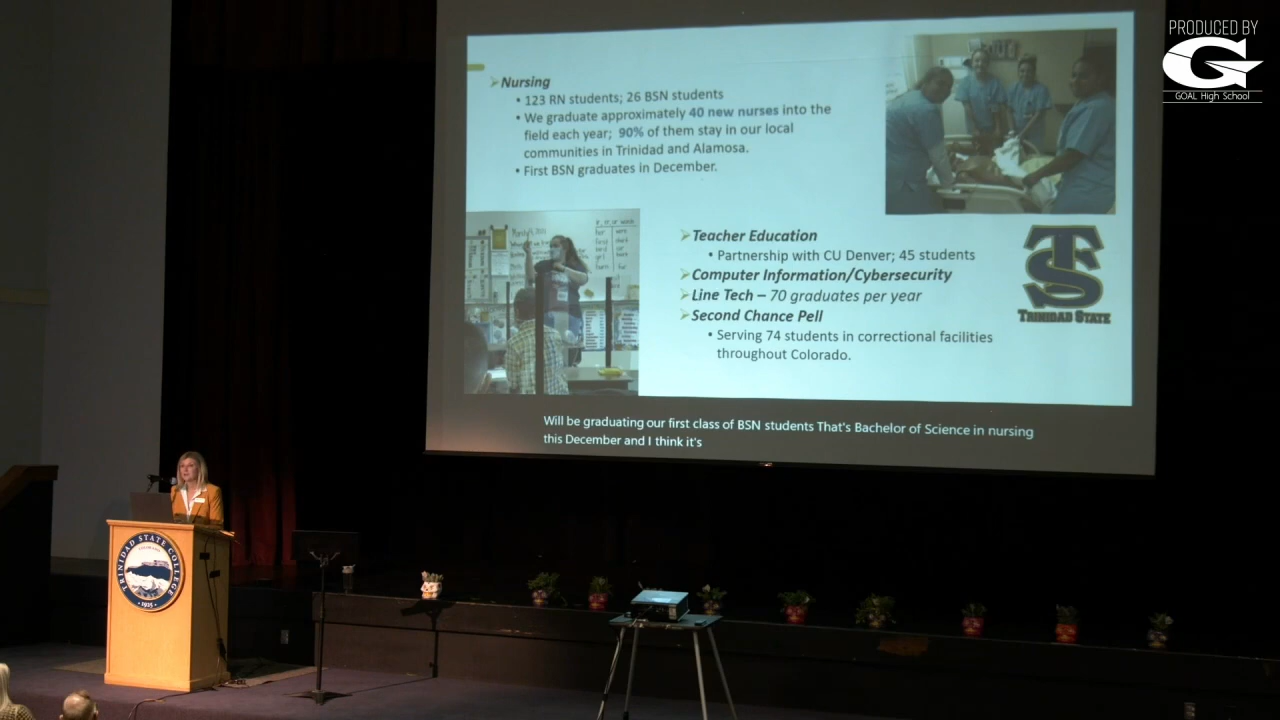 PRODUCED BY
G
GOAL High School
Nursing
• 123 RN students; 26 BSN students
• We graduate approximately 40 new nurses into the
field each year; 90% of them stay in our local
communities in Trinidad and Alamosa.
• First BSN graduates in December.
Teacher Education
• Partnership with CU Denver; 45 students
Computer Information/Cybersecurity
Line Tech – 70 graduates per year
Second Chance Pell
• Serving 74 students in correctional facilities
throughout Colorado.
TS
TRINIDAD STATE
Will be graduating our first class of BSN students That's Bachelor of Science in nursing
this December and I think it's
TRINIDAD STATE COLLEGE
COLORADO
• 1925 •